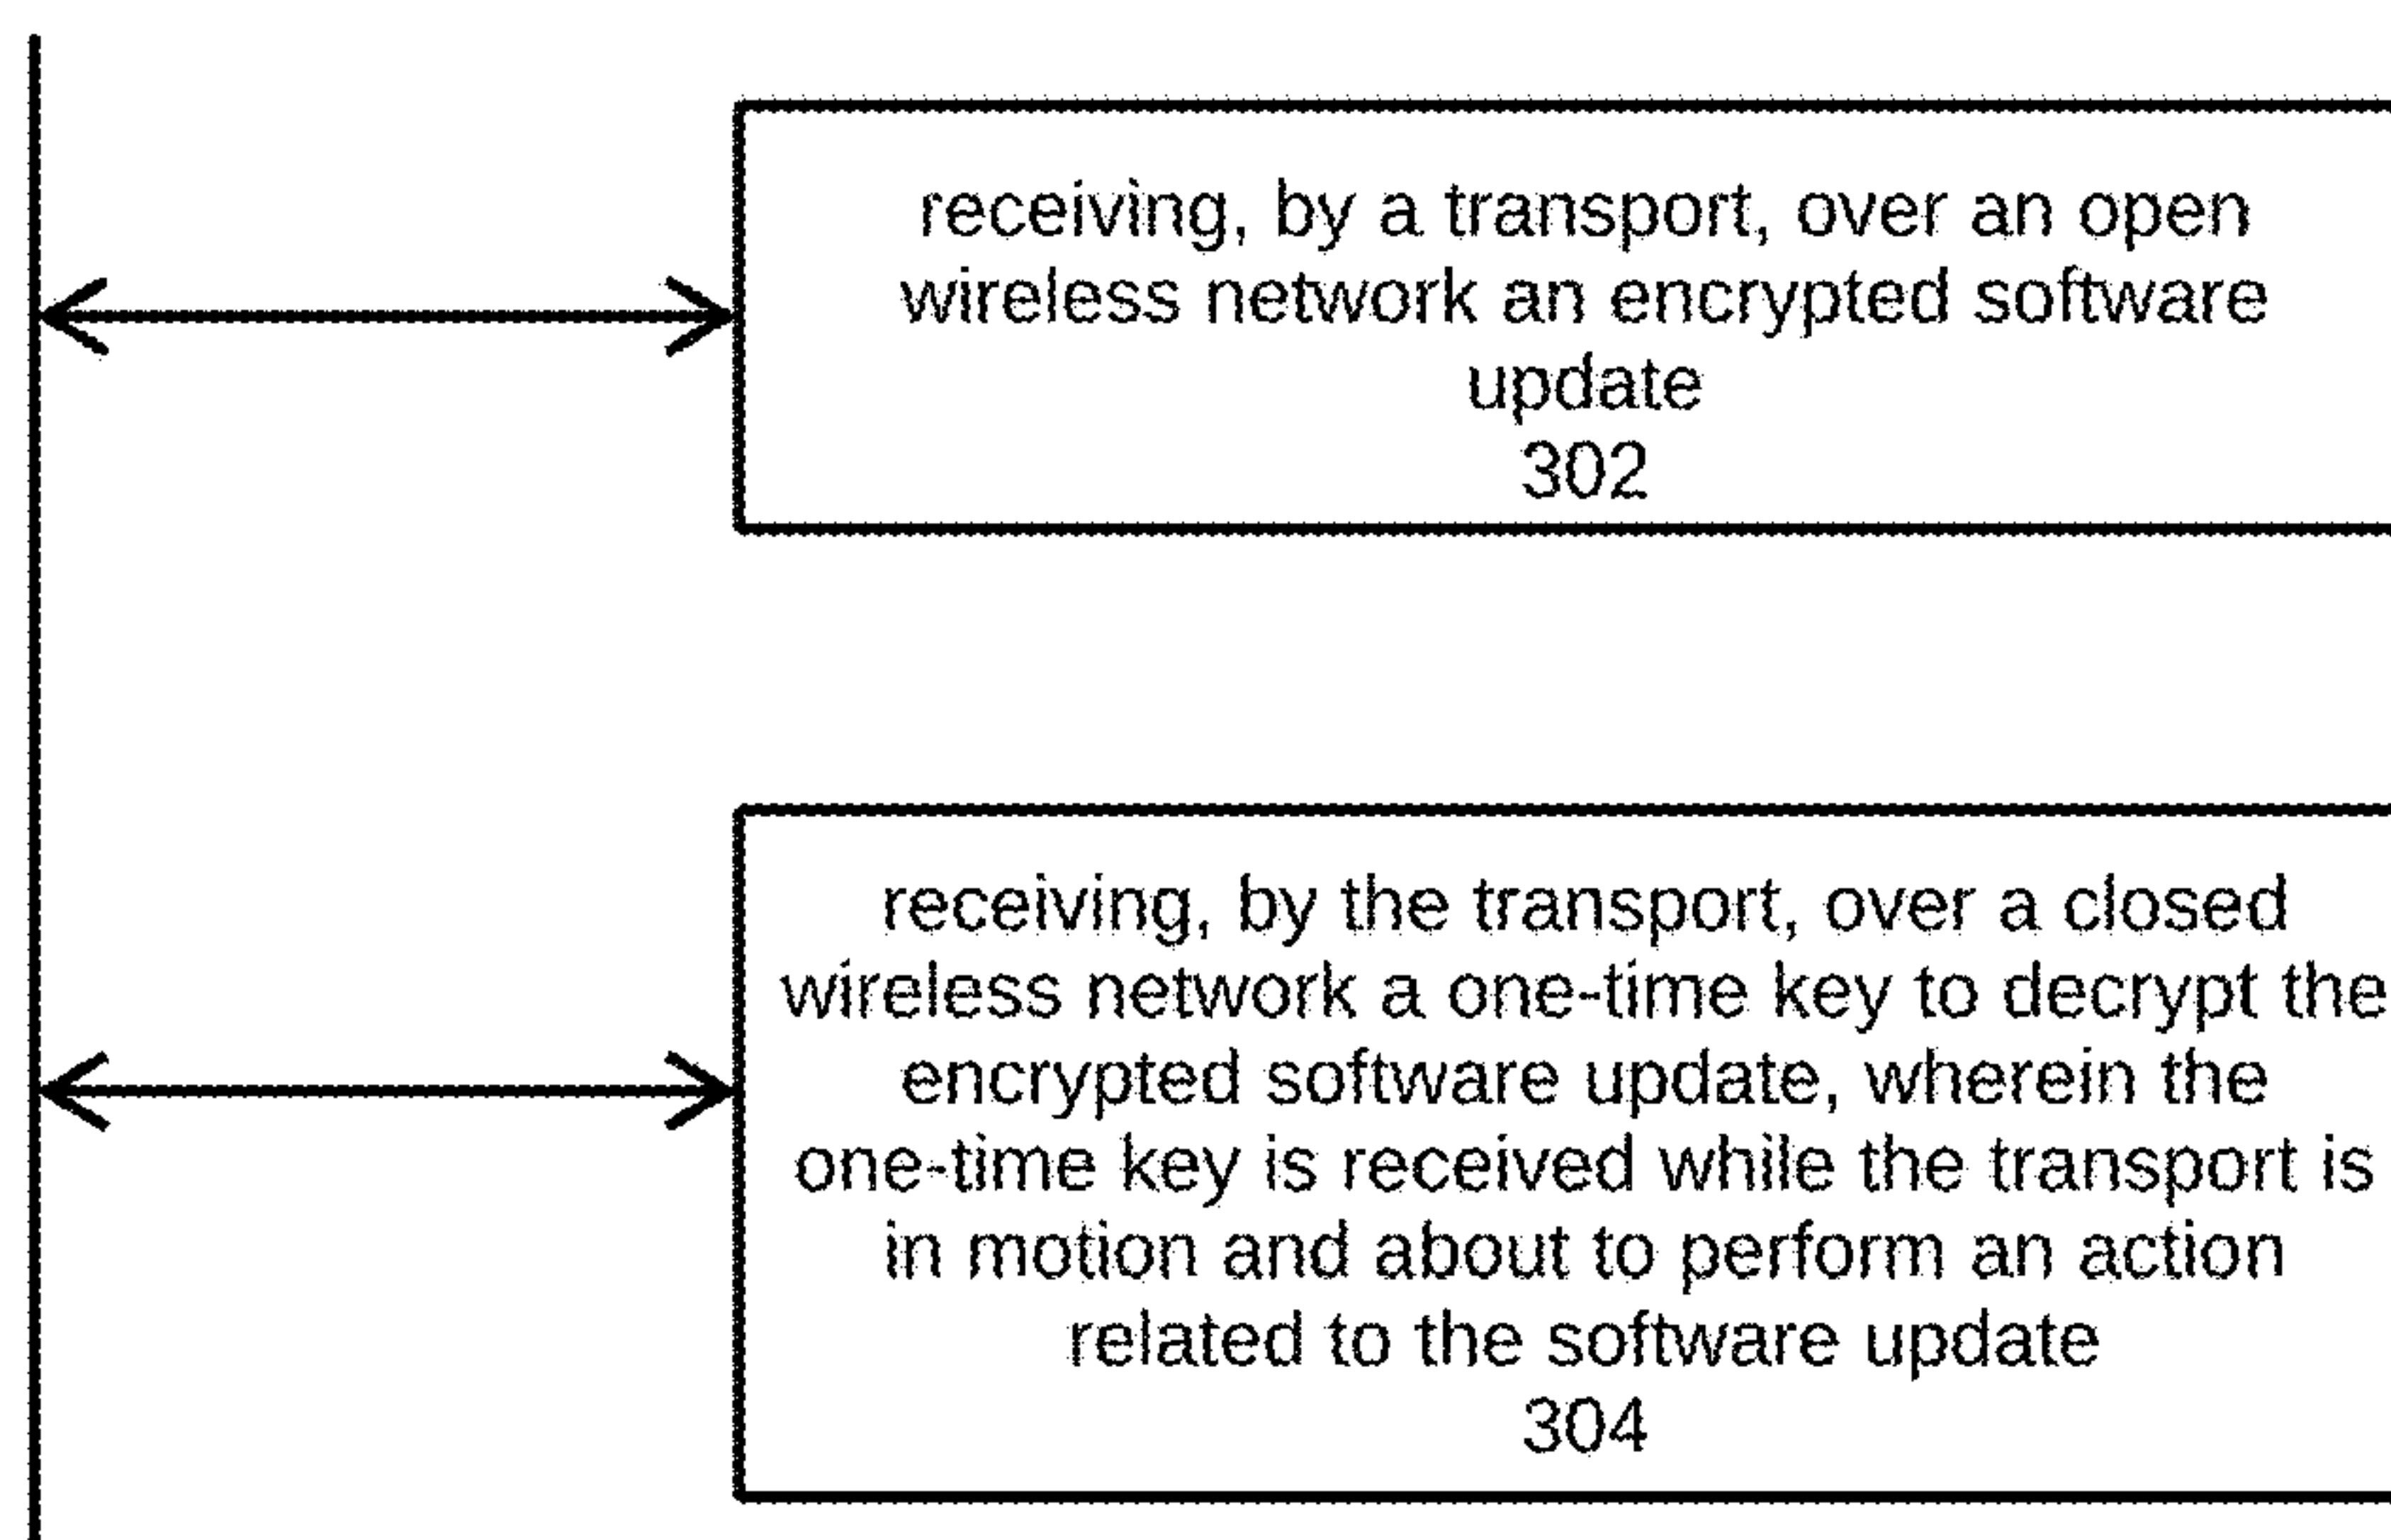 receiving, by a transport, over an open
wireless network an encrypted software
update
302
receiving, by the transport, over a closed
wireless network a one-time key to decrypt the
encrypted software update, wherein the
one-time key is received while the transport is
in motion and about to perform an action
related to the software update
304